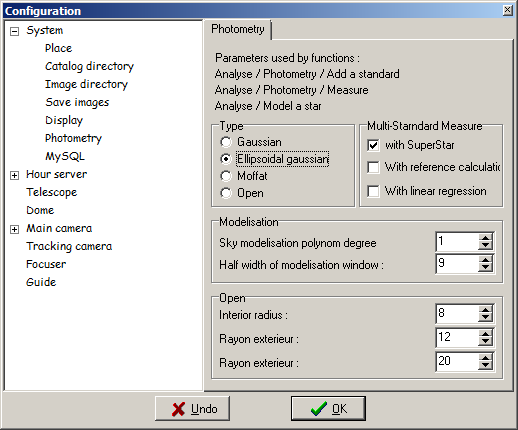 Configuration
System
Place
Catalog directory
Image directory
Save images
Display
Photometry
MySQL
Hour server
Telescope
Dome
Main camera
Tracking camera
Focuser
Guide
Photometry
Parameters used by functions :
Analyse / Photometry / Add a standard
Analyse / Photometry / Measure
Analyse / Model a star
Type
Gaussian
Ellipsoidal gaussian
Moffat
Open
Multi-Starndard Measure
with SuperStar
With reference calculatio
With linear regression
Modelisation
Sky modelisation polynom degree 1
Half width of modelisation window : 9
Open
Interior radius : 8
Rayon exterieur : 12
Rayon exterieur : 20
Undo
OK